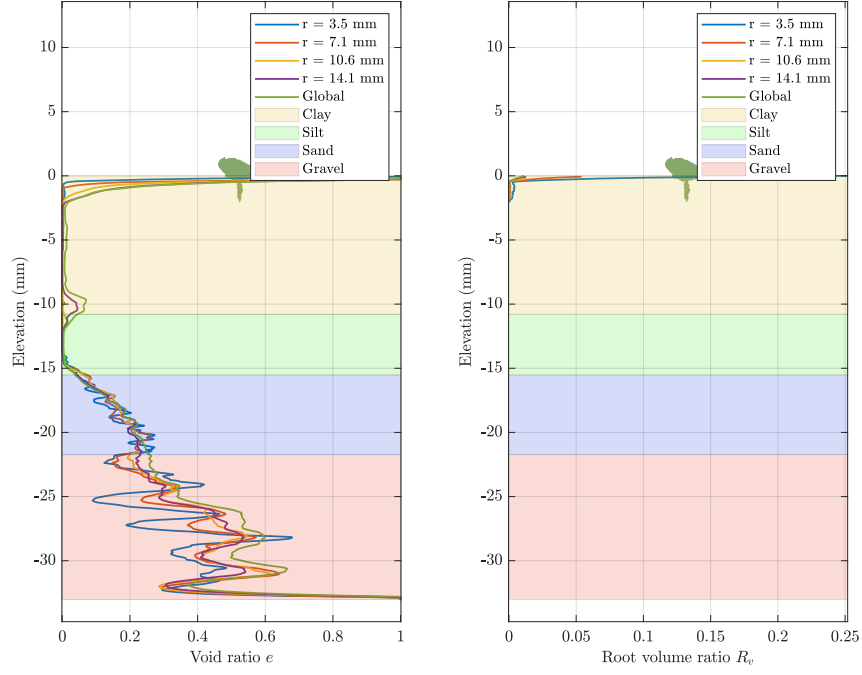 r = 3.5 mm
r = 7.1 mm
r = 10.6 mm
r = 14.1 mm
Global
Clay
Silt
Sand
Gravel
10
5
0
-5
-10
-15
-20
-25
-30
Elevation (mm)
0
0.2
0.4
0.6
0.8
1
Void ratio e
r = 3.5 mm
r = 7.1 mm
r = 10.6 mm
r = 14.1 mm
Global
Clay
Silt
Sand
Gravel
10
5
0
-5
-10
-15
-20
-25
-30
Elevation (mm)
0
0.05
0.1
0.15
0.2
0.25
Root volume ratio R_v